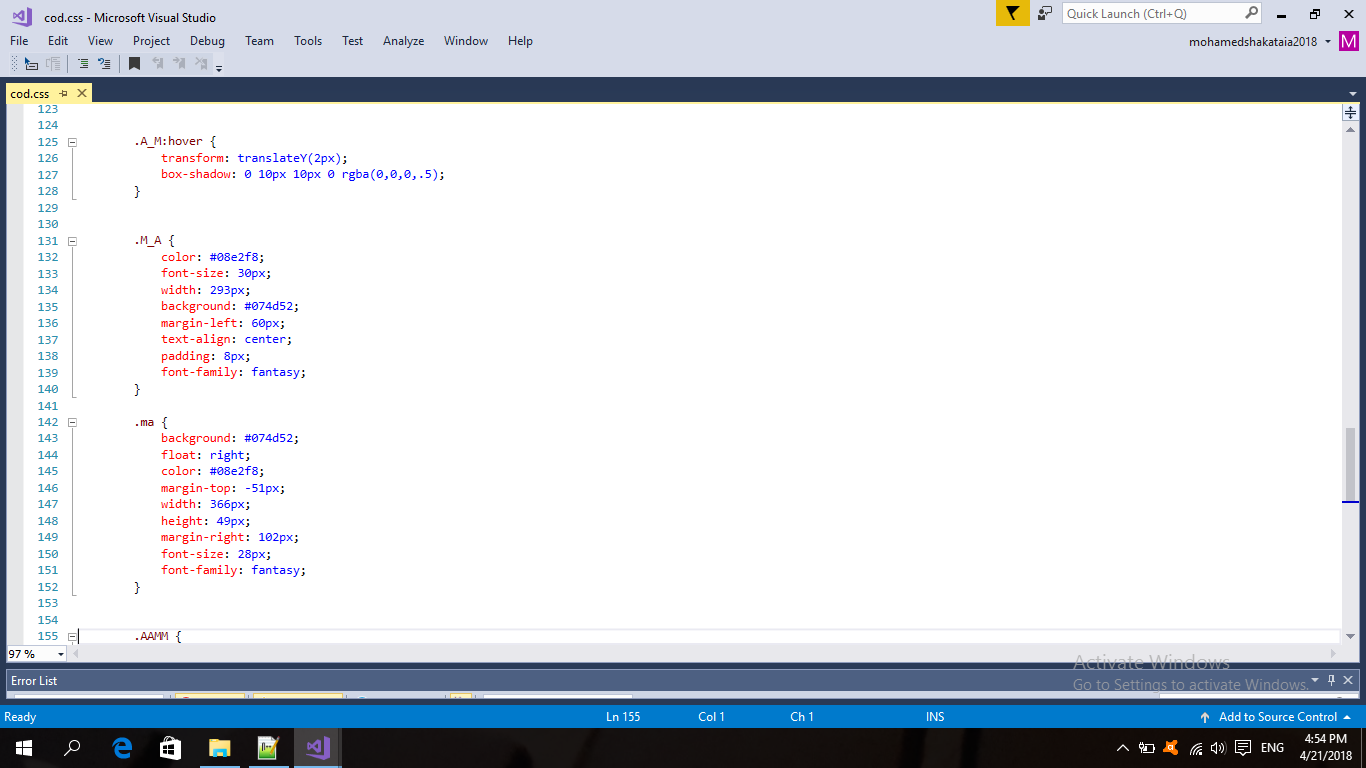 cod.css - Microsoft Visual Studio
Quick Launch (Ctrl+Q)
File Edit View Project Debug Team Tools Test Analyze Window Help
mohamedshakataia2018 M
cod.css
123
124
125 .A_M:hover {
126 transform: translateY(2px);
127 box-shadow: 0 10px 10px 0 rgba(0,0,0,.5);
128 }
129
130
131 .M_A {
132 color: #08e2f8;
133 font-size: 30px;
134 width: 293px;
135 background: #074d52;
136 margin-left: 60px;
137 text-align: center;
138 padding: 8px;
139 font-family: fantasy;
140 }
141
142 .ma {
143 background: #074d52;
144 float: right;
145 color: #08e2f8;
146 margin-top: -51px;
147 width: 366px;
148 height: 49px;
149 margin-right: 102px;
150 font-size: 28px;
151 font-family: fantasy;
152 }
153
154
155 .AAMM {
97 %
Activate Windows
Error List
Go to Settings to activate Windows.
Ready Ln 155 Col 1 Ch 1 INS Add to Source Control
ENG
4:54 PM
4/21/2018